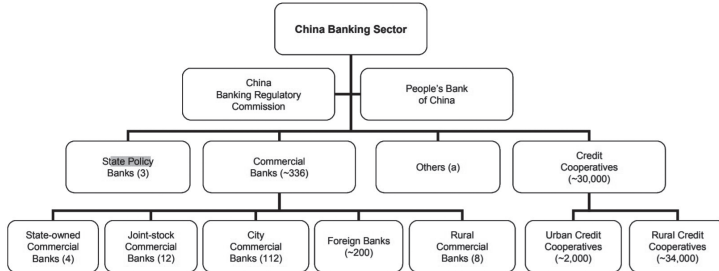 China Banking Sector
China
Banking Regulatory
Commission
People's Bank
of China
State Policy
Banks (3)
Commercial
Banks (~336)
Others (a)
Credit
Cooperatives
(~30,000)
State-owned
Commercial
Banks (4)
Joint-stock
Commercial
Banks (12)
City
Commercial
Banks (112)
Foreign Banks
(~200)
Rural
Commercial
Banks (8)
Urban Credit
Cooperatives
(~2,000)
Rural Credit
Cooperatives
(~34,000)